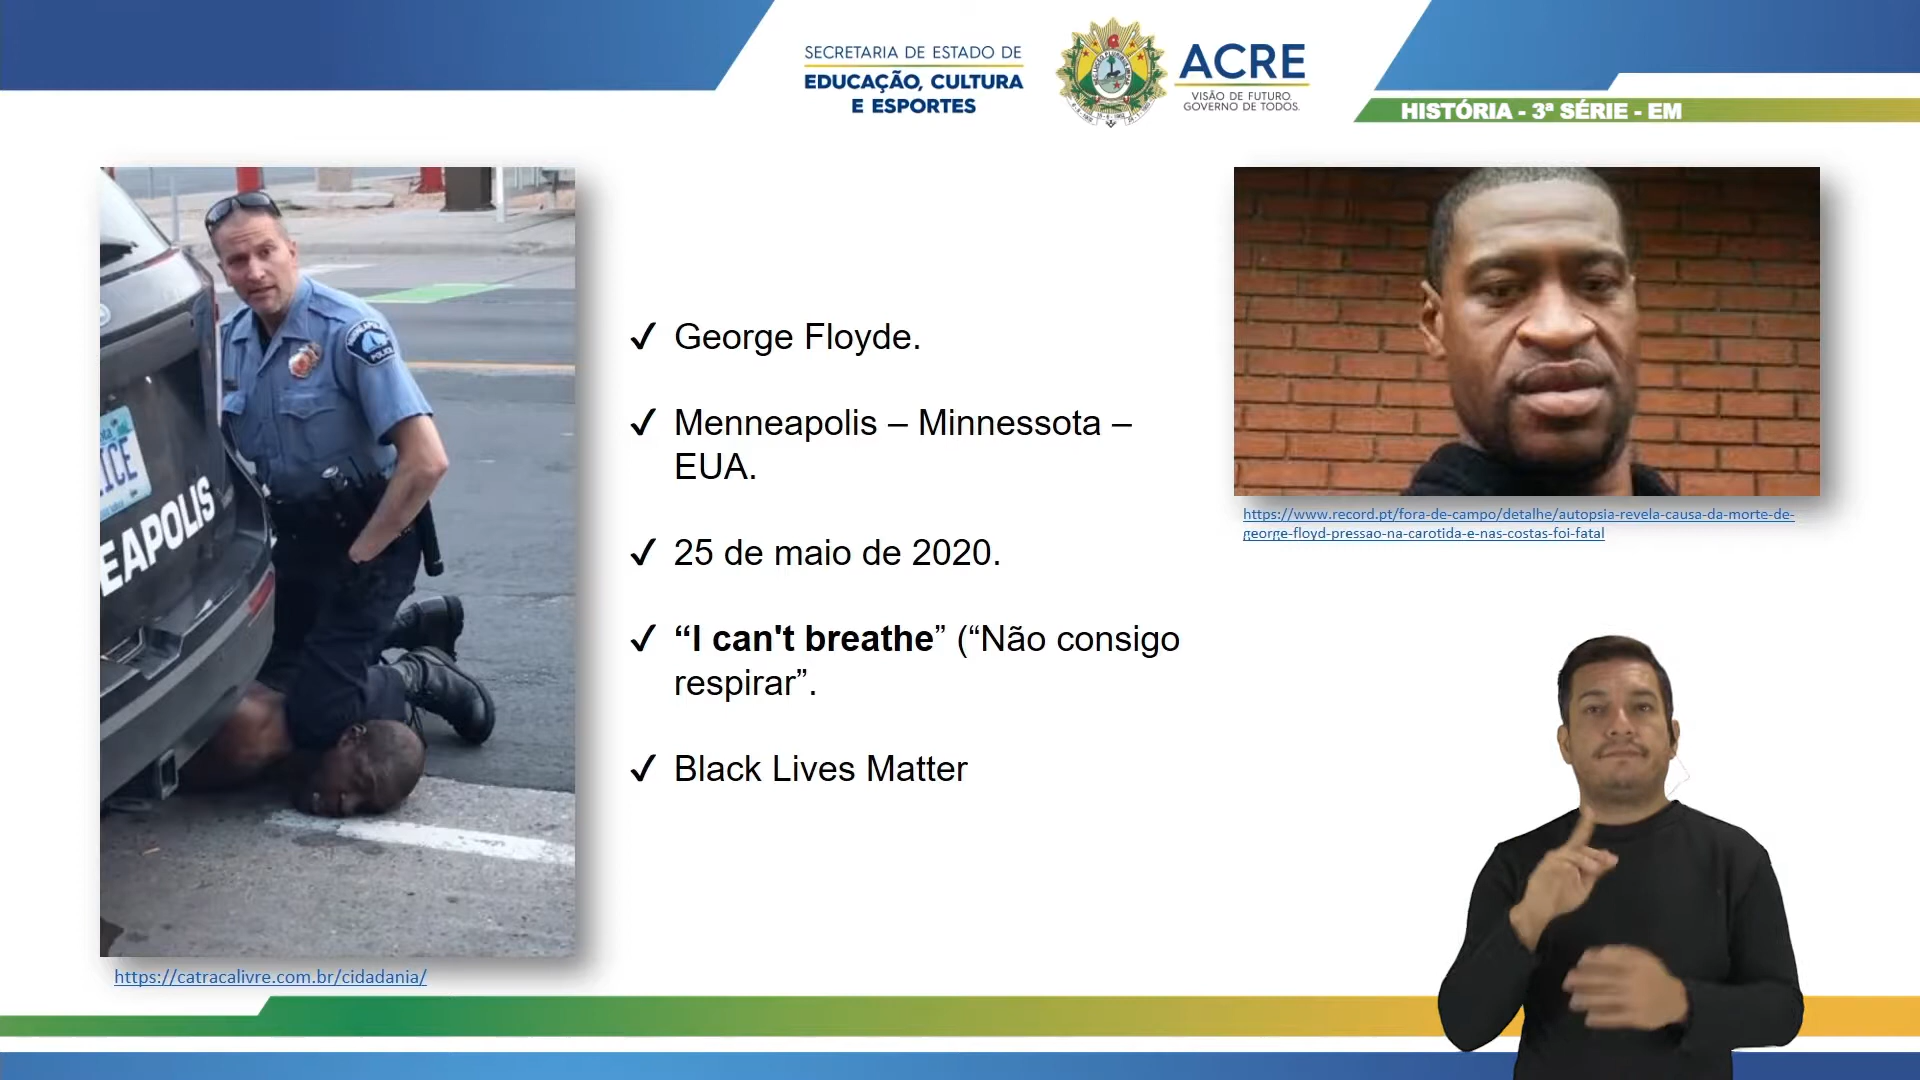 SECRETARIA DE ESTADO DE
EDUCAÇÃO, CULTURA
E ESPORTES
ACRE
VISÃO DE FUTURO.
GOVERNO DE TODOS.
HISTÓRIA - 3ª SÉRIE - EM
POLICE
ICE
EAPOLIS
✓ George Floyde.
✓ Menneapolis – Minnessota –
EUA.
✓ 25 de maio de 2020.
✓ “I can't breathe” (“Não consigo
respirar”.
✓ Black Lives Matter
https://www.record.pt/fora-de-campo/detalhe/autopsia-revela-causa-da-morte-de-
george-floyd-pressao-na-carotida-e-nas-costas-foi-fatal
https://catracalivre.com.br/cidadania/